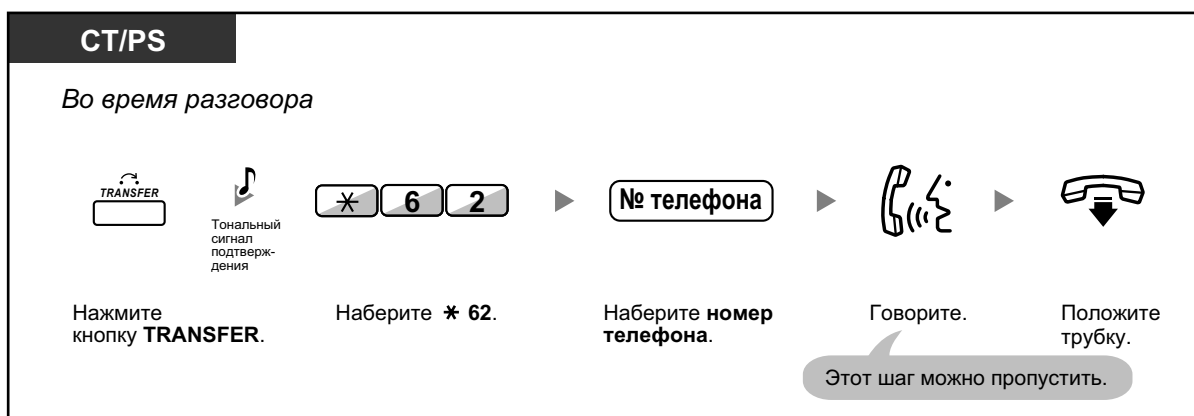 CT/PS
Во время разговора
TRANSFER
Тональный
сигнал
подтверж-
дения
* 6 2
№ телефона
Нажмите
кнопку TRANSFER.
Наберите * 62.
Наберите номер
телефона.
Говорите.
Положите
трубку.
Этот шаг можно пропустить.